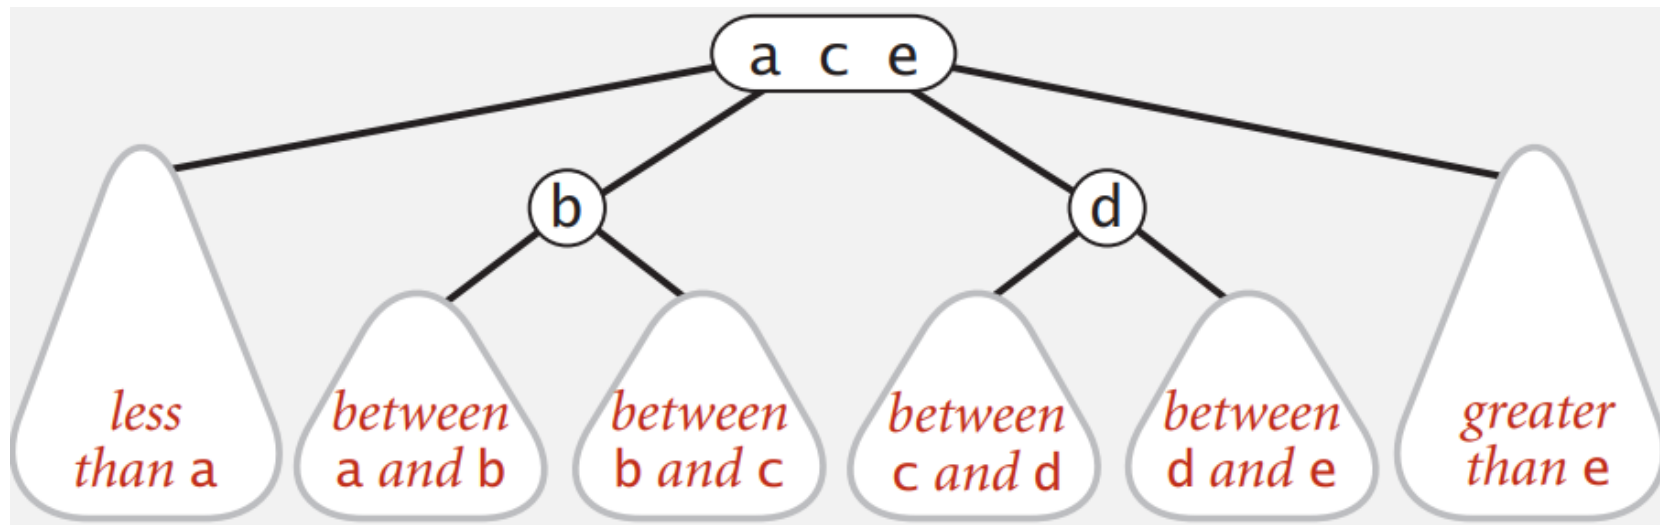 a c e
b
d
less
than a
between
a and b
between
b and c
between
c and d
between
d and e
greater
than e